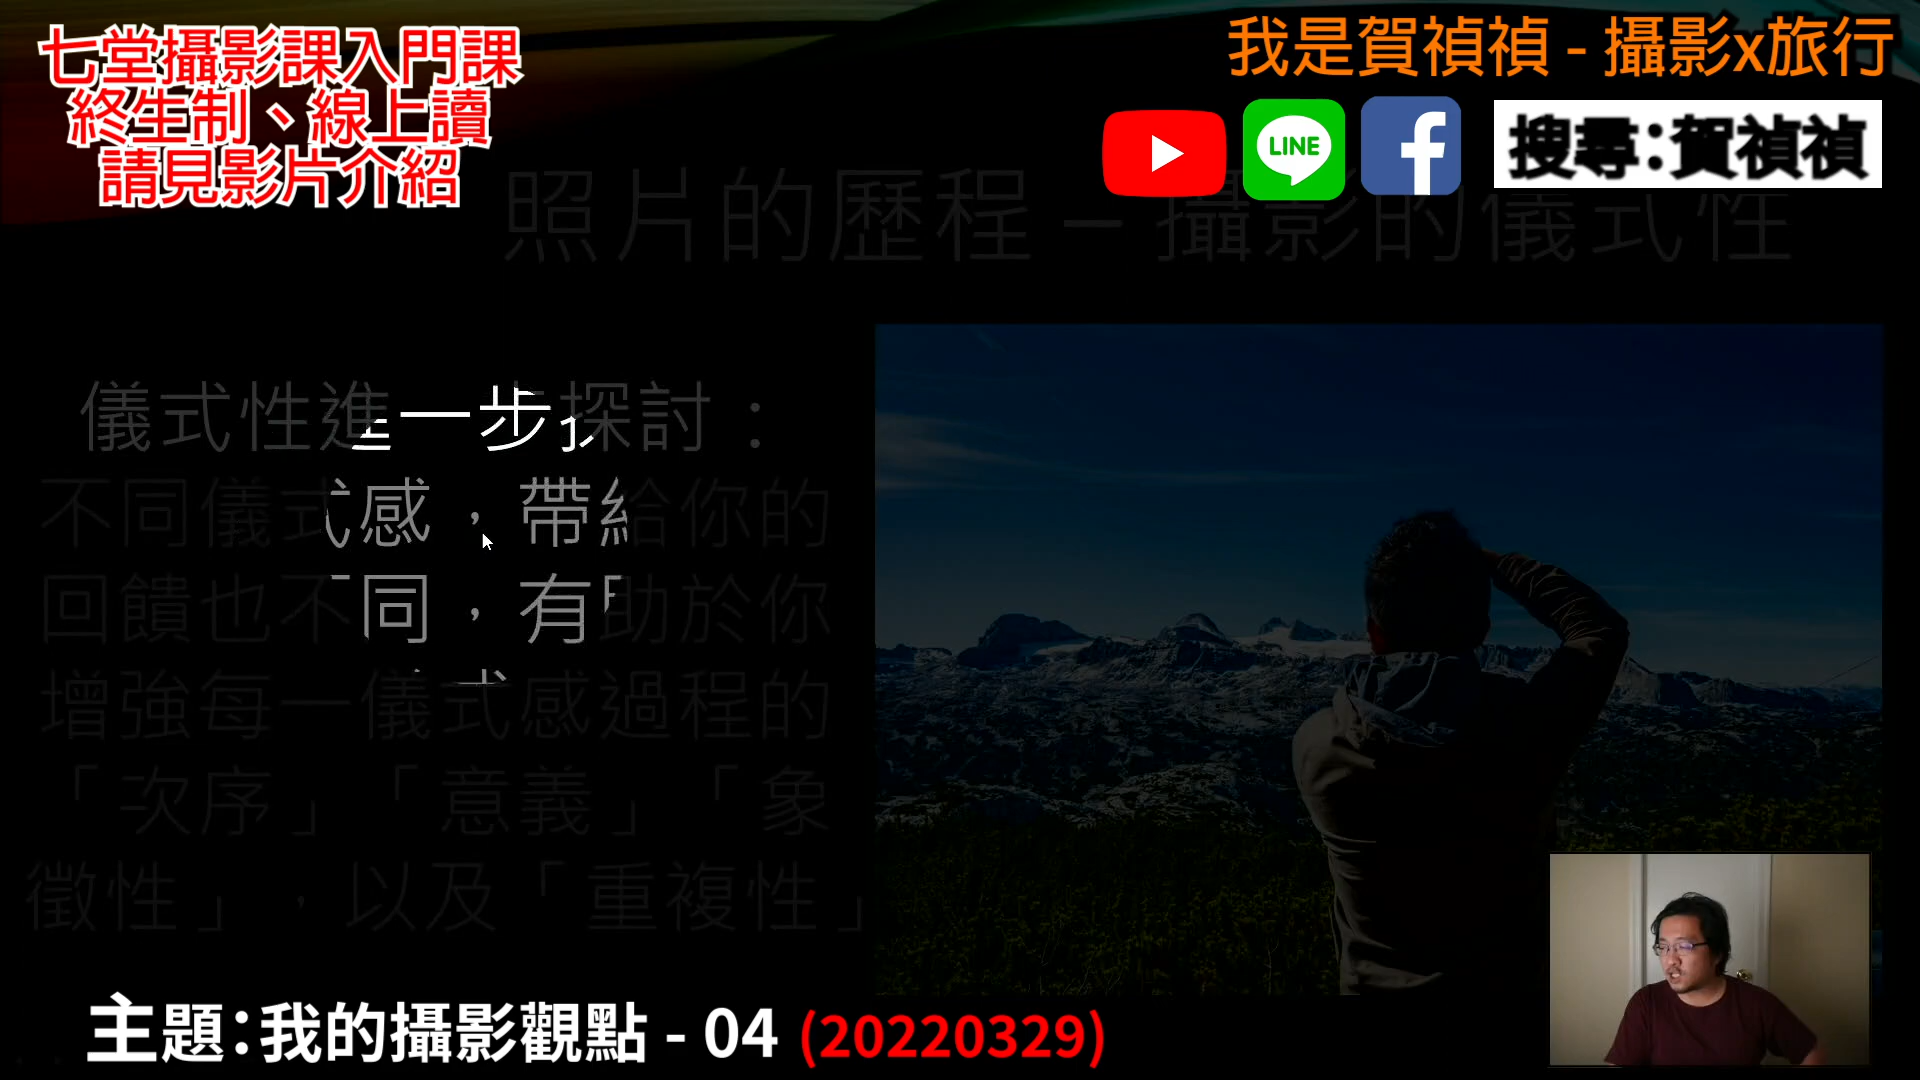 七堂攝影課入門課
終生制、線上讀
請見影片介紹
我是賀禎禎 - 攝影x旅行
LINE
搜尋:賀禎禎
照片的歷程 – 攝影的儀式性
儀式性進一步探討：
不同儀式感，帶給你的
回饋也不同，有助於你
增強每一儀式感過程的
「次序」「意義」「象
徵性」，以及「重複性」
主題:我的攝影觀點 - 04 (20220329)